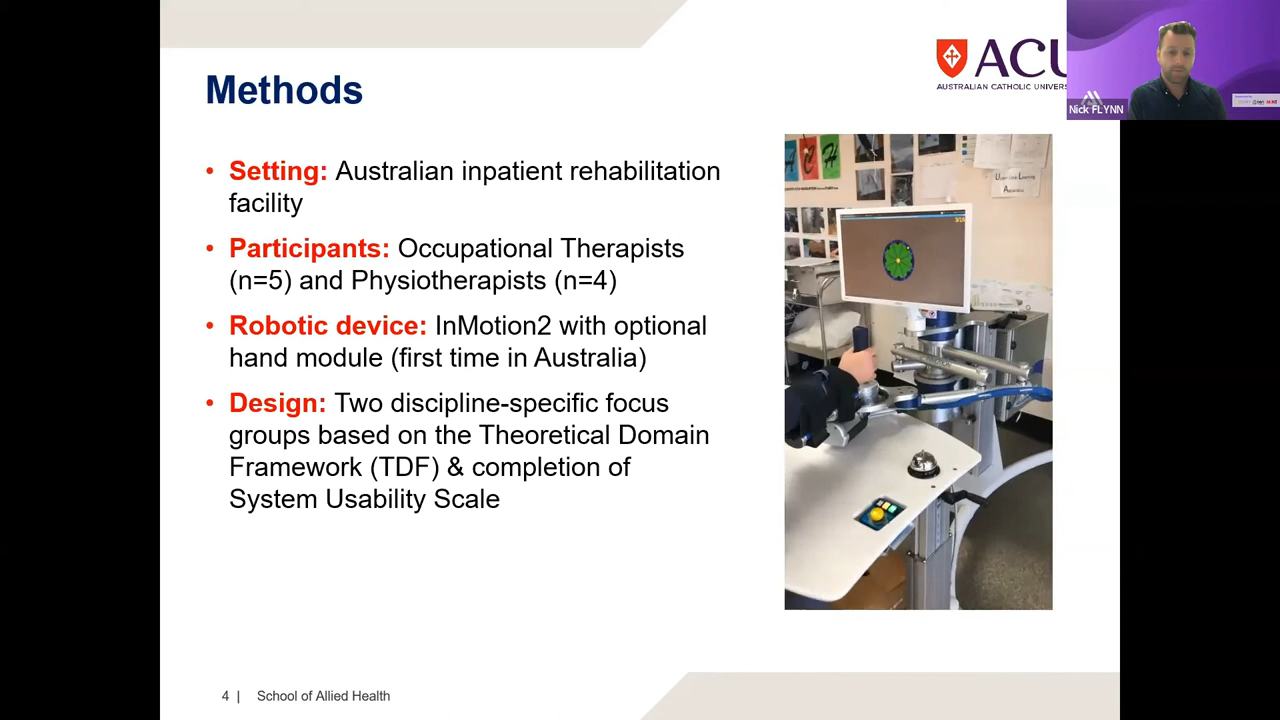 Methods
ACU
AUSTRALIAN CATHOLIC UNIVERS
Nick FLYNN
• Setting: Australian inpatient rehabilitation
facility
• Participants: Occupational Therapists
(n=5) and Physiotherapists (n=4)
• Robotic device: InMotion2 with optional
hand module (first time in Australia)
• Design: Two discipline-specific focus
groups based on the Theoretical Domain
Framework (TDF) & completion of
System Usability Scale
A C H
4 | School of Allied Health